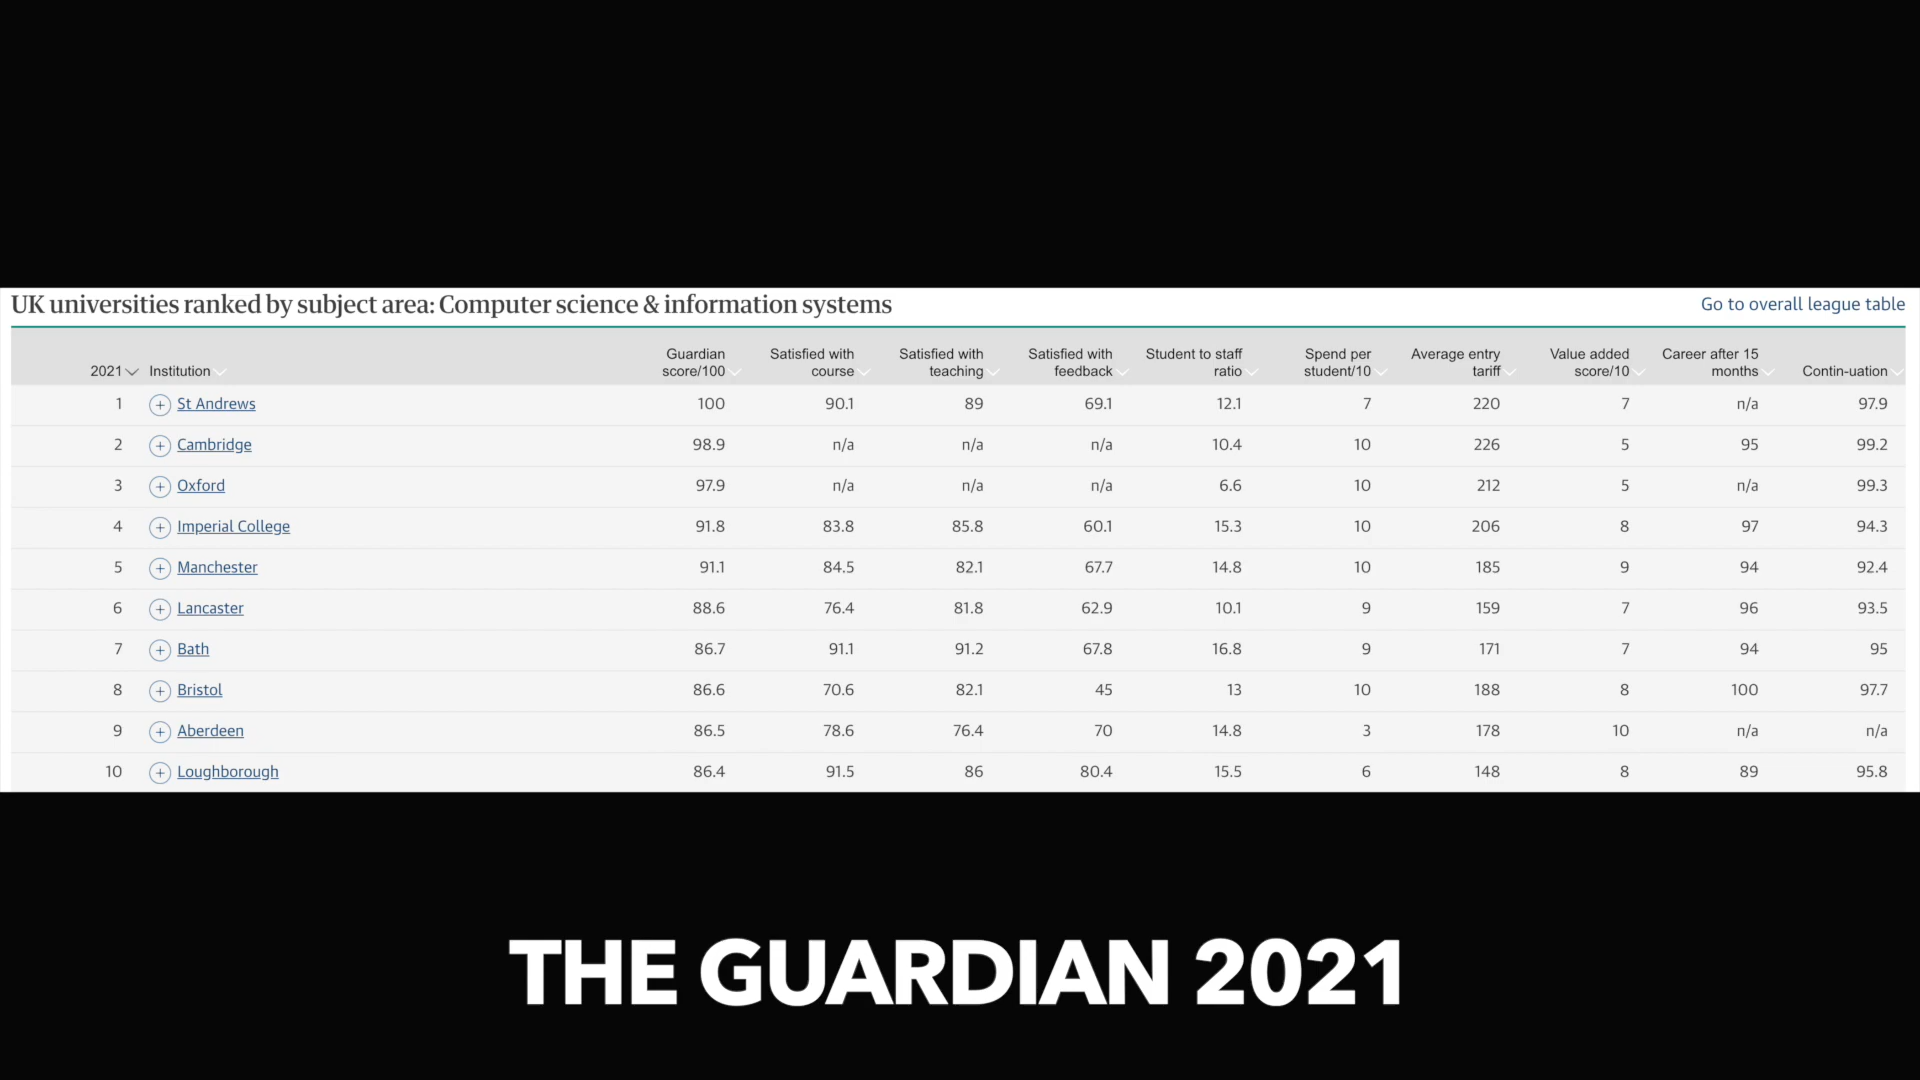 UK universities ranked by subject area: Computer science & information systems Go to overall league table
2021 Institution Guardian score/100 Satisfied with course Satisfied with teaching Satisfied with feedback Student to staff ratio Spend per student/10 Average entry tariff Value added score/10 Career after 15 months Contin-uation
1 St Andrews 100 90.1 89 69.1 12.1 7 220 7 n/a 97.9
2 Cambridge 98.9 n/a n/a n/a 10.4 10 226 5 95 99.2
3 Oxford 97.9 n/a n/a n/a 6.6 10 212 5 n/a 99.3
4 Imperial College 91.8 83.8 85.8 60.1 15.3 10 206 8 97 94.3
5 Manchester 91.1 84.5 82.1 67.7 14.8 10 185 9 94 92.4
6 Lancaster 88.6 76.4 81.8 62.9 10.1 9 159 7 96 93.5
7 Bath 86.7 91.1 91.2 67.8 16.8 9 171 7 94 95
8 Bristol 86.6 70.6 82.1 45 13 10 188 8 100 97.7
9 Aberdeen 86.5 78.6 76.4 70 14.8 3 178 10 n/a n/a
10 Loughborough 86.4 91.5 86 80.4 15.5 6 148 8 89 95.8
THE GUARDIAN 2021